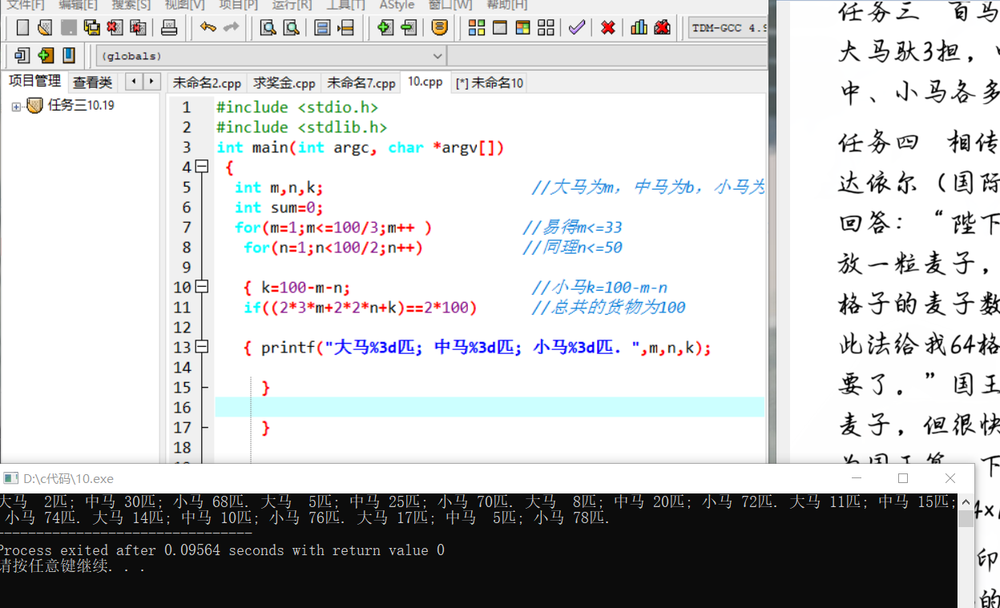 文件[F] 编辑[E] 搜索[S] 视图[V] 项目[P] 运行[R] 工具[T] AStyle 窗口[W] 帮助[H]
TDM-GCC 4.9
(globals)
项目管理 查看类 未命名2.cpp 求奖金.cpp 未命名7.cpp 10.cpp [*] 未命名10
任务三10.19
1 #include <stdio.h>
2 #include <stdlib.h>
3 int main(int argc, char *argv[])
4 {
5 int m,n,k; //大马为m，中马为b，小马为
6 int sum=0;
7 for(m=1;m<=100/3;m++ ) //易得m<=33
8 for(n=1;n<100/2;n++) //同理n<=50
9
10 { k=100-m-n; //小马k=100-m-n
11 if((2*3*m+2*2*n+k)==2*100) //总共的货物为100
12
13 { printf("大马%3d匹; 中马%3d匹; 小马%3d匹. ",m,n,k);
14
15 }
16
17 }
18
任务三 百马
大马驮3担，
中、小马各多
任务四 相传
达依尔（国际
回答：“陛下
放一粒麦子，
格子的麦子数
此法给我64格
要了。”国王
麦子，但很快
D:\c代码\10.exe
大马 2匹; 中马 30匹; 小马 68匹. 大马 5匹; 中马 25匹; 小马 70匹. 大马 8匹; 中马 20匹; 小马 72匹. 大马 11匹; 中马 15匹;
小马 74匹. 大马 14匹; 中马 10匹; 小马 76匹. 大马 17匹; 中马 5匹; 小马 78匹.
--------------------------------
Process exited after 0.09564 seconds with return value 0
请按任意键继续. . .
印
的